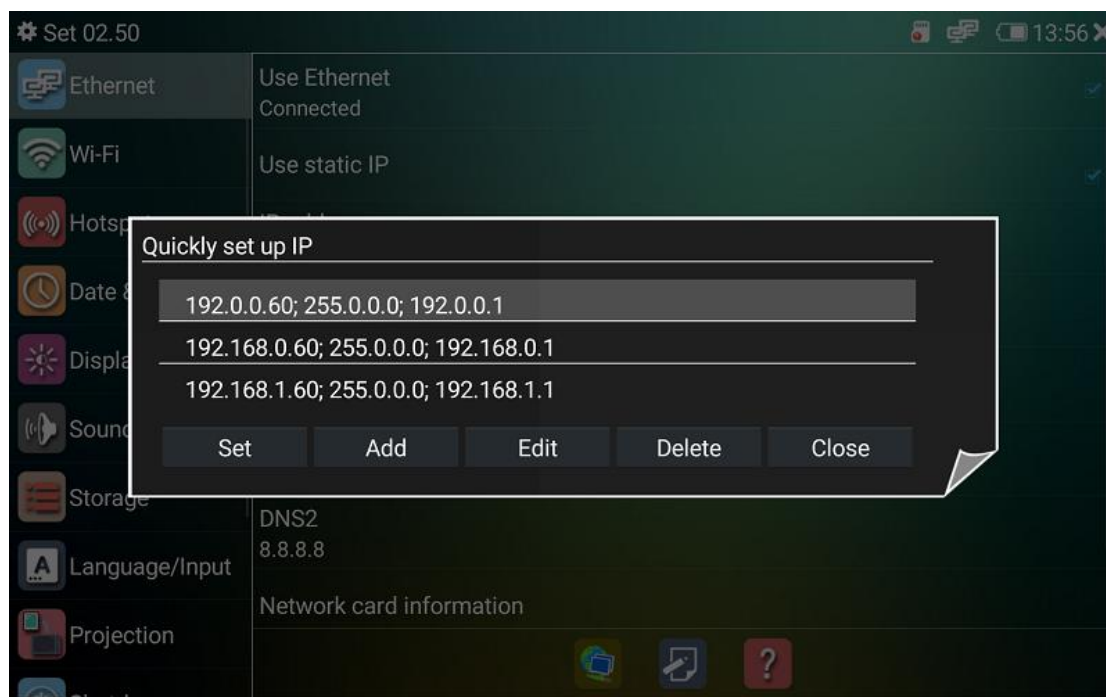 Set 02.50
13:56
Ethernet
Use Ethernet
Connected
Wi-Fi
Use static IP
Quickly set up IP
192.0.0.60; 255.0.0.0; 192.0.0.1
192.168.0.60; 255.0.0.0; 192.168.0.1
192.168.1.60; 255.0.0.0; 192.168.1.1
Set
Add
Edit
Delete
Close
Date &
Sound
Storage
DNS2
8.8.8.8
Language/Input
Network card information
Projection
?